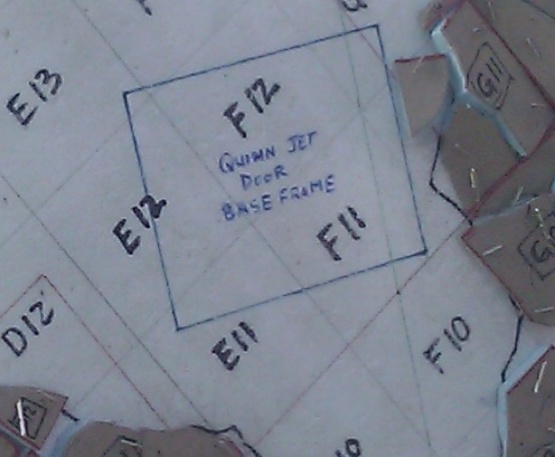 E13
F12
QUINN JET
DOOR
BASE FRAME
E12
F11
G11
D12
E11
F10